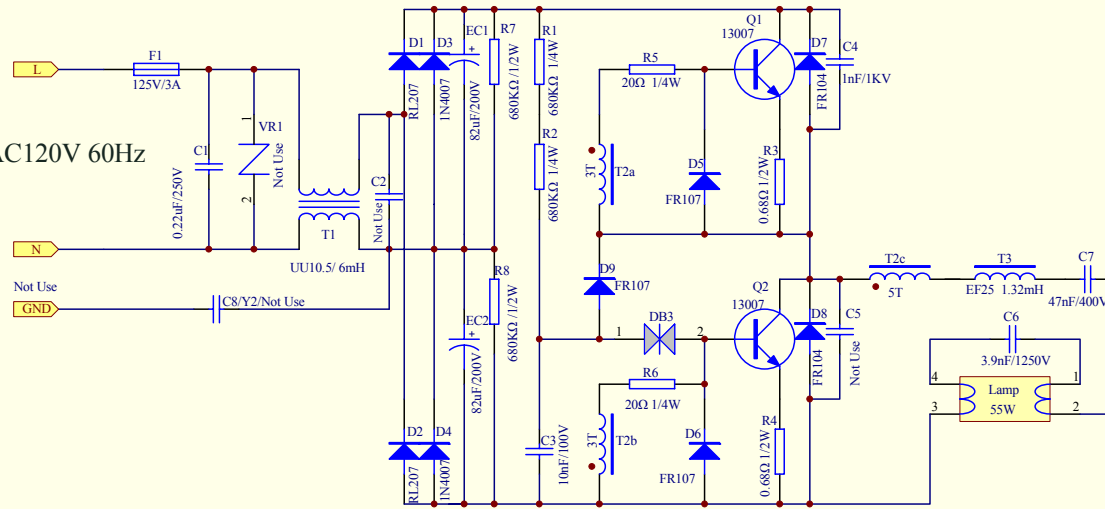 L
F1
125V/3A
AC120V 60Hz
C1
0.22uF/250V
1
VR1
Not Use
2
T1
UU10.5/ 6mH
C2
Not Use
N
Not Use
GND
C8/Y2/Not Use
D1
RL207
D3
1N4007
EC1
+
82uF/200V
R7
680KΩ /1/2W
R1
680KΩ 1/4W
R2
680KΩ 1/4W
R8
680KΩ /1/2W
EC2
+
82uF/200V
D2
RL207
D4
1N4007
C3
10nF/100V
R5
20Ω 1/4W
3T
T2a
D5
FR107
D9
FR107
1
DB3
2
R6
20Ω 1/4W
3T
T2b
D6
FR107
Q1
13007
D7
FR104
C4
1nF/1KV
R3
0.68Ω 1/2W
Q2
13007
D8
FR104
C5
Not Use
R4
0.68Ω 1/2W
T2c
5T
T3
EF25 1.32mH
C7
47nF/400V
C6
3.9nF/1250V
4
3
Lamp
55W
1
2